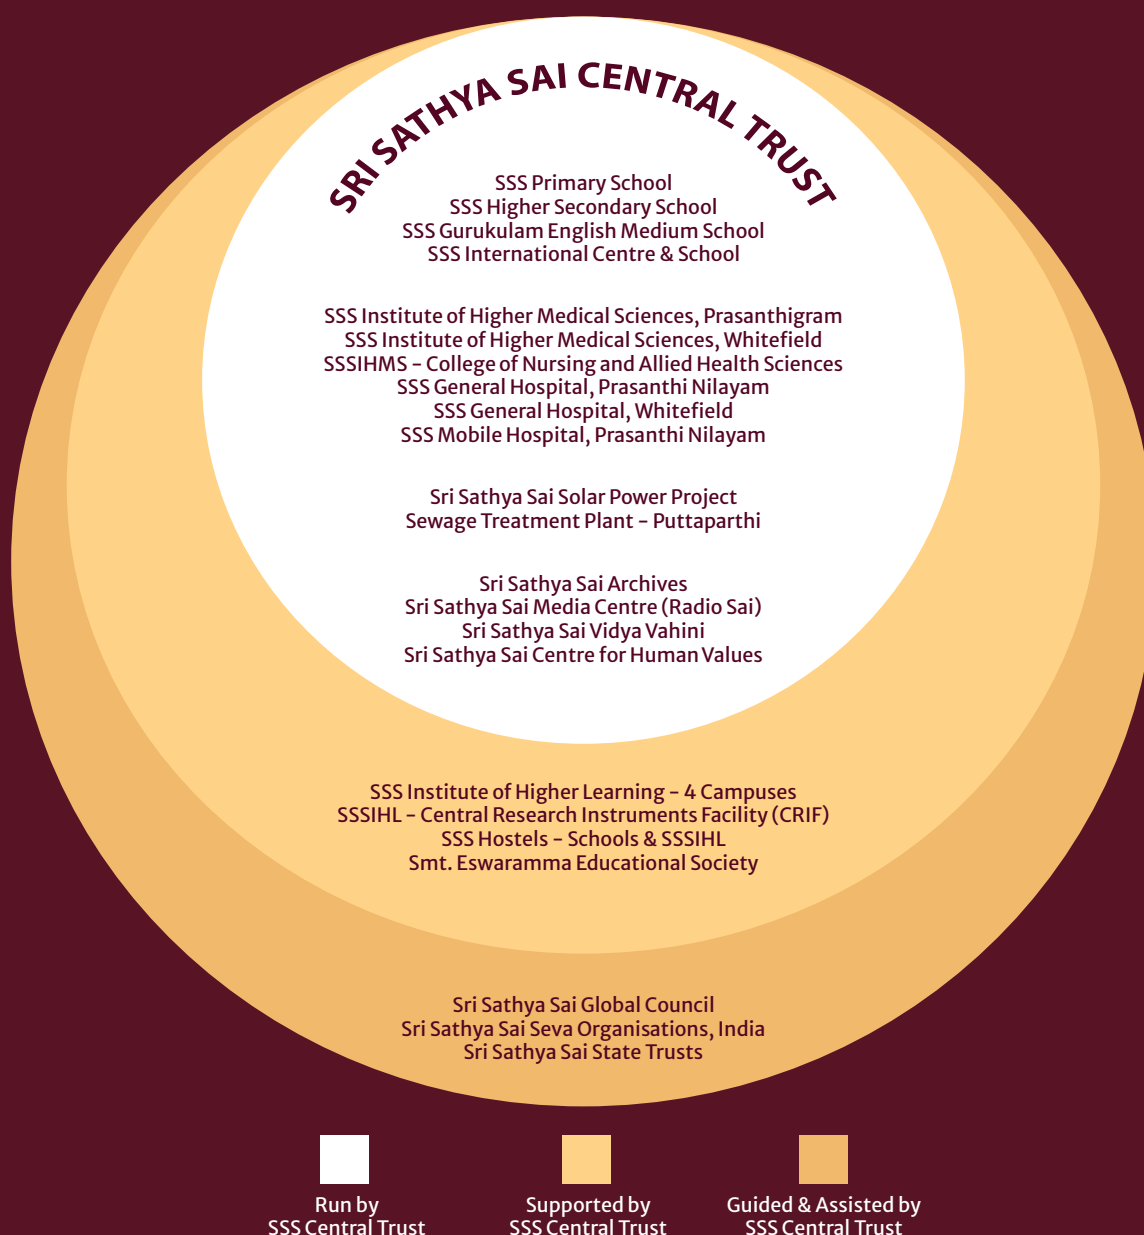 SRI SATHYA SAI CENTRAL TRUST
SSS Primary School
SSS Higher Secondary School
SSS Gurukulam English Medium School
SSS International Centre & School
SSS Institute of Higher Medical Sciences, Prasanthigram
SSS Institute of Higher Medical Sciences, Whitefield
SSSIHMS – College of Nursing and Allied Health Sciences
SSS General Hospital, Prasanthi Nilayam
SSS General Hospital, Whitefield
SSS Mobile Hospital, Prasanthi Nilayam
Sri Sathya Sai Solar Power Project
Sewage Treatment Plant – Puttaparthi
Sri Sathya Sai Archives
Sri Sathya Sai Media Centre (Radio Sai)
Sri Sathya Sai Vidya Vahini
Sri Sathya Sai Centre for Human Values
SSS Institute of Higher Learning – 4 Campuses
SSSIHL – Central Research Instruments Facility (CRIF)
SSS Hostels – Schools & SSSIHL
Smt. Eswaramma Educational Society
Sri Sathya Sai Global Council
Sri Sathya Sai Seva Organisations, India
Sri Sathya Sai State Trusts
Run by
SSS Central Trust
Supported by
SSS Central Trust
Guided & Assisted by
SSS Central Trust